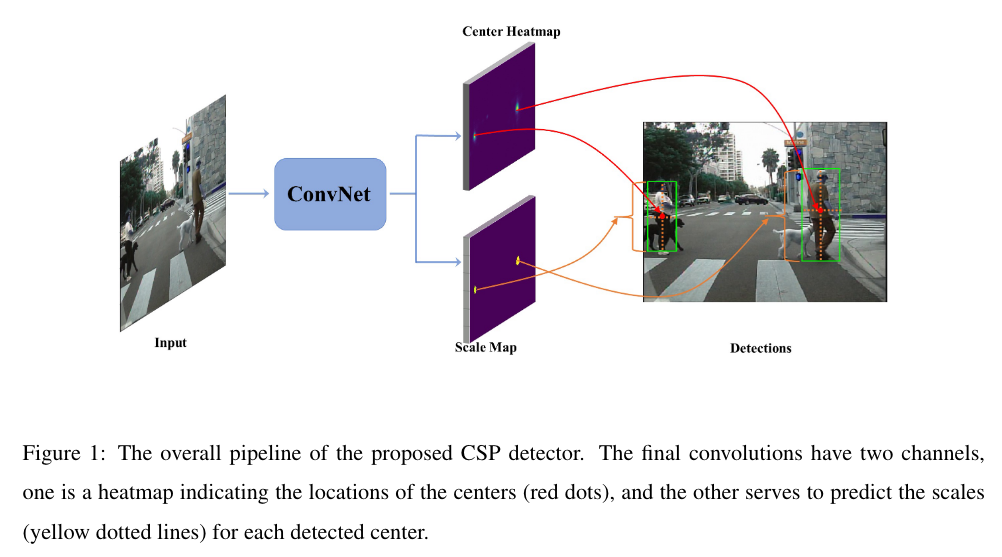 Center Heatmap
ConvNet
Input
Scale Map
Detections
Figure 1: The overall pipeline of the proposed CSP detector. The final convolutions have two channels,
one is a heatmap indicating the locations of the centers (red dots), and the other serves to predict the scales
(yellow dotted lines) for each detected center.